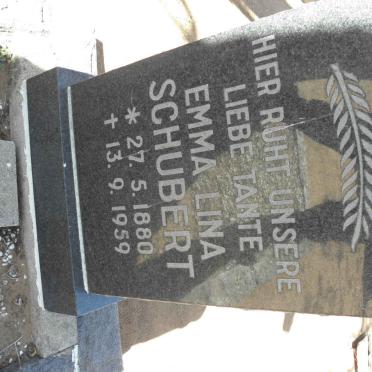 HIER RUHT UNSERE
LIEBE TANTE
EMMA LINA
SCHUBERT
* 27. 5. 1880
✝ 13. 9. 1959